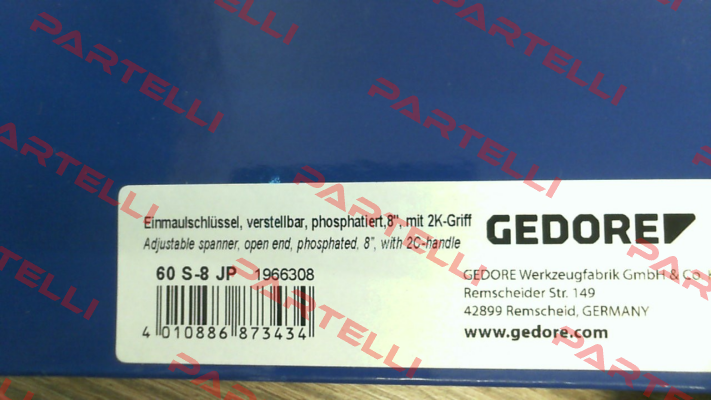 PARTELLI PARTELLI PARTELLI
PARTELLI PARTELLI PARTELLI
Einmaulschlüssel, verstellbar, phosphatiert,8", mit 2K-Griff
Adjustable spanner, open end, phosphated, 8", with 2C-handle
60 S-8 JP 1966308
4 010886 873434
GEDORE
GEDORE Werkzeugfabrik GmbH & Co.
Remscheider Str. 149
42899 Remscheid, GERMANY
www.gedore.com
PARTELLI PARTELLI PARTELLI
PARTELLI PARTELLI